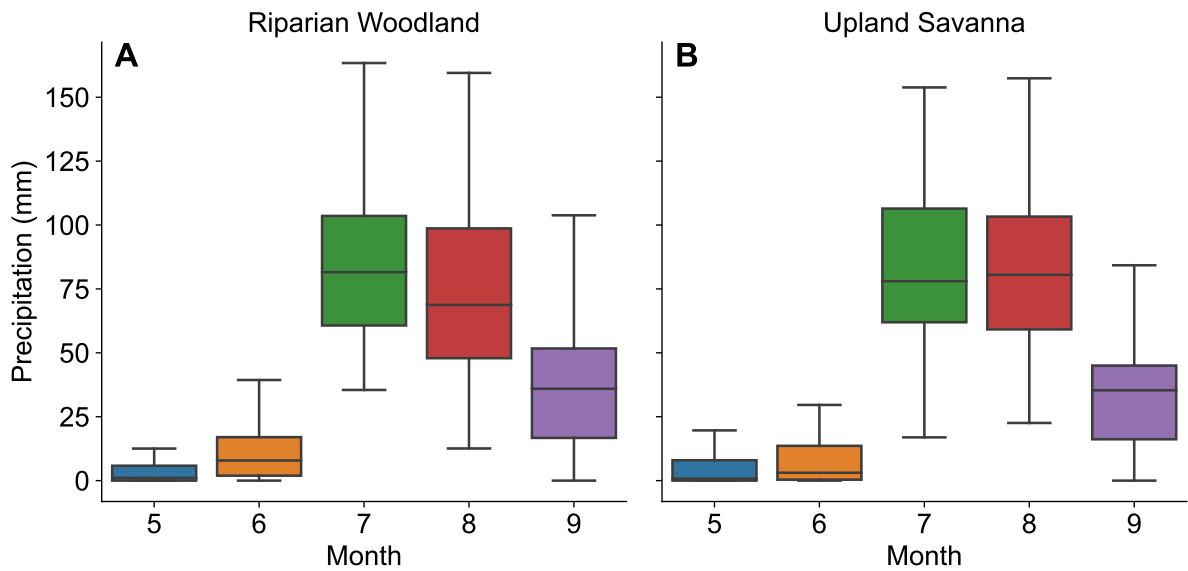 Riparian Woodland
Upland Savanna
A
B
Precipitation (mm)
150
125
100
75
50
25
0
5 6 7 8 9
5 6 7 8 9
Month
Month